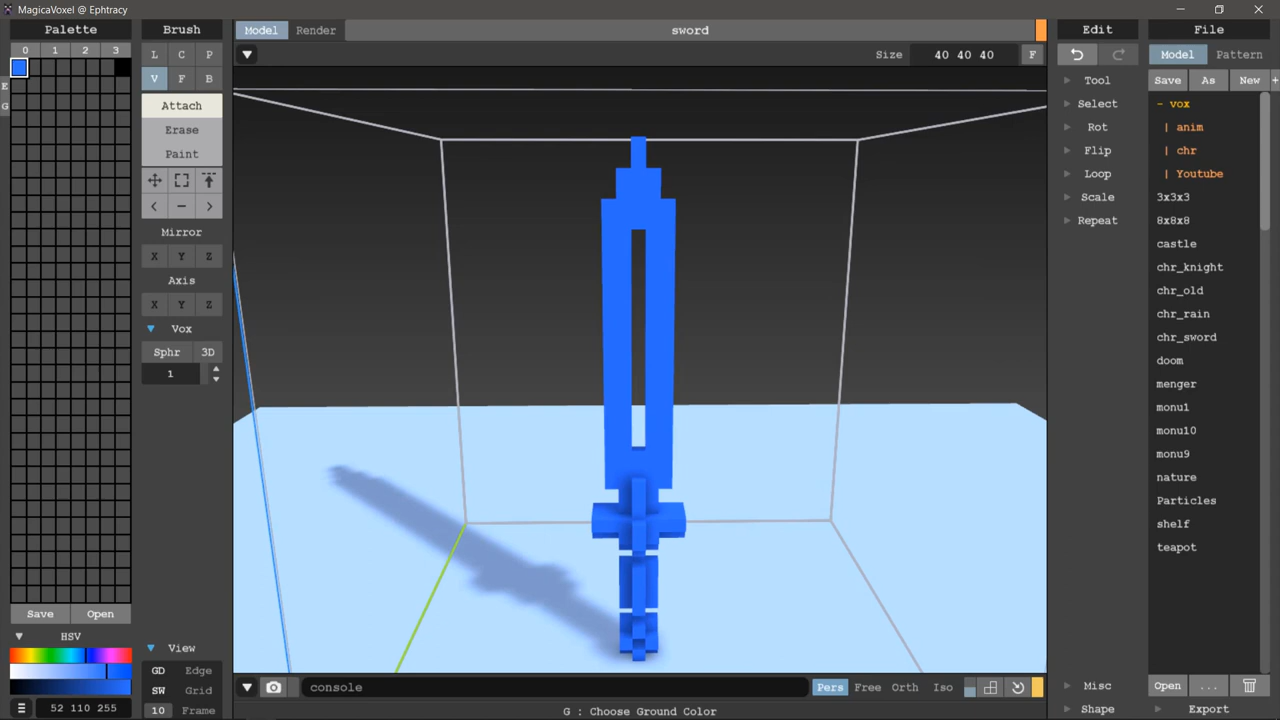 MagicaVoxel @ Ephtracy
Palette
0 1 2 3
E
G
Save Open
HSV
52 110 255
Brush
L C P
V F B
Attach
Erase
Paint
Mirror
X Y Z
Axis
X Y Z
Vox
Sphr 3D
1
View
GD Edge
SW Grid
10 Frame
Model Render sword
Size 40 40 40 F
console
Pers Free Orth Iso
G : Choose Ground Color
Edit
Tool
Select
Rot
Flip
Loop
Scale
Repeat
Misc
Shape
File
Model Pattern
Save As New +
- vox
| anim
| chr
| Youtube
3x3x3
8x8x8
castle
chr_knight
chr_old
chr_rain
chr_sword
doom
menger
monu1
monu10
monu9
nature
Particles
shelf
teapot
Open ...
Export